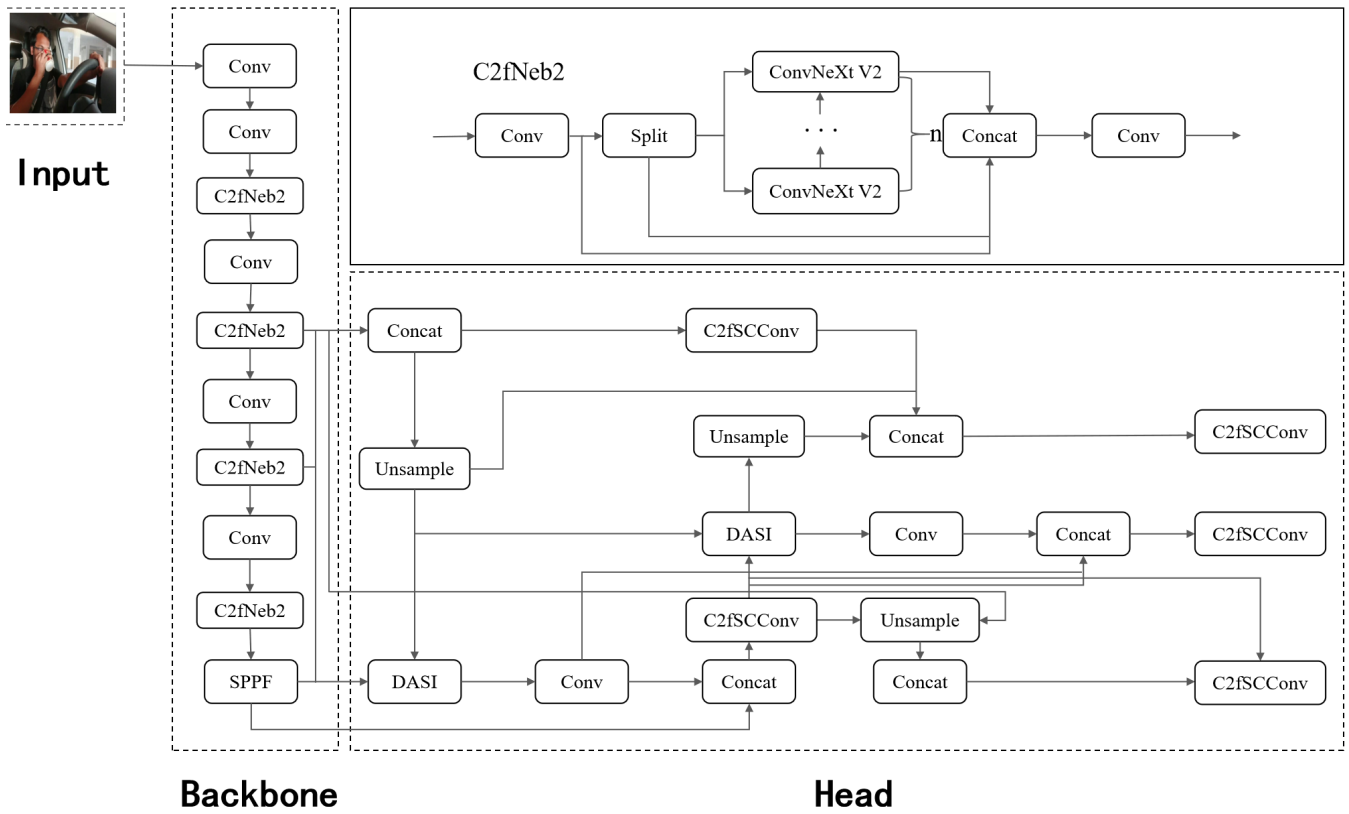 Input
Conv
Conv
C2fNeb2
Conv
C2fNeb2
Conv
C2fNeb2
Conv
C2fNeb2
SPPF
Backbone
C2fNeb2
ConvNeXt V2
Conv
Split
. . .
n
Concat
Conv
ConvNeXt V2
Concat
C2fSCConv
Unsample
Concat
C2fSCConv
Unsample
DASI
Conv
Concat
C2fSCConv
C2fSCConv
Unsample
DASI
Conv
Concat
Concat
C2fSCConv
Head